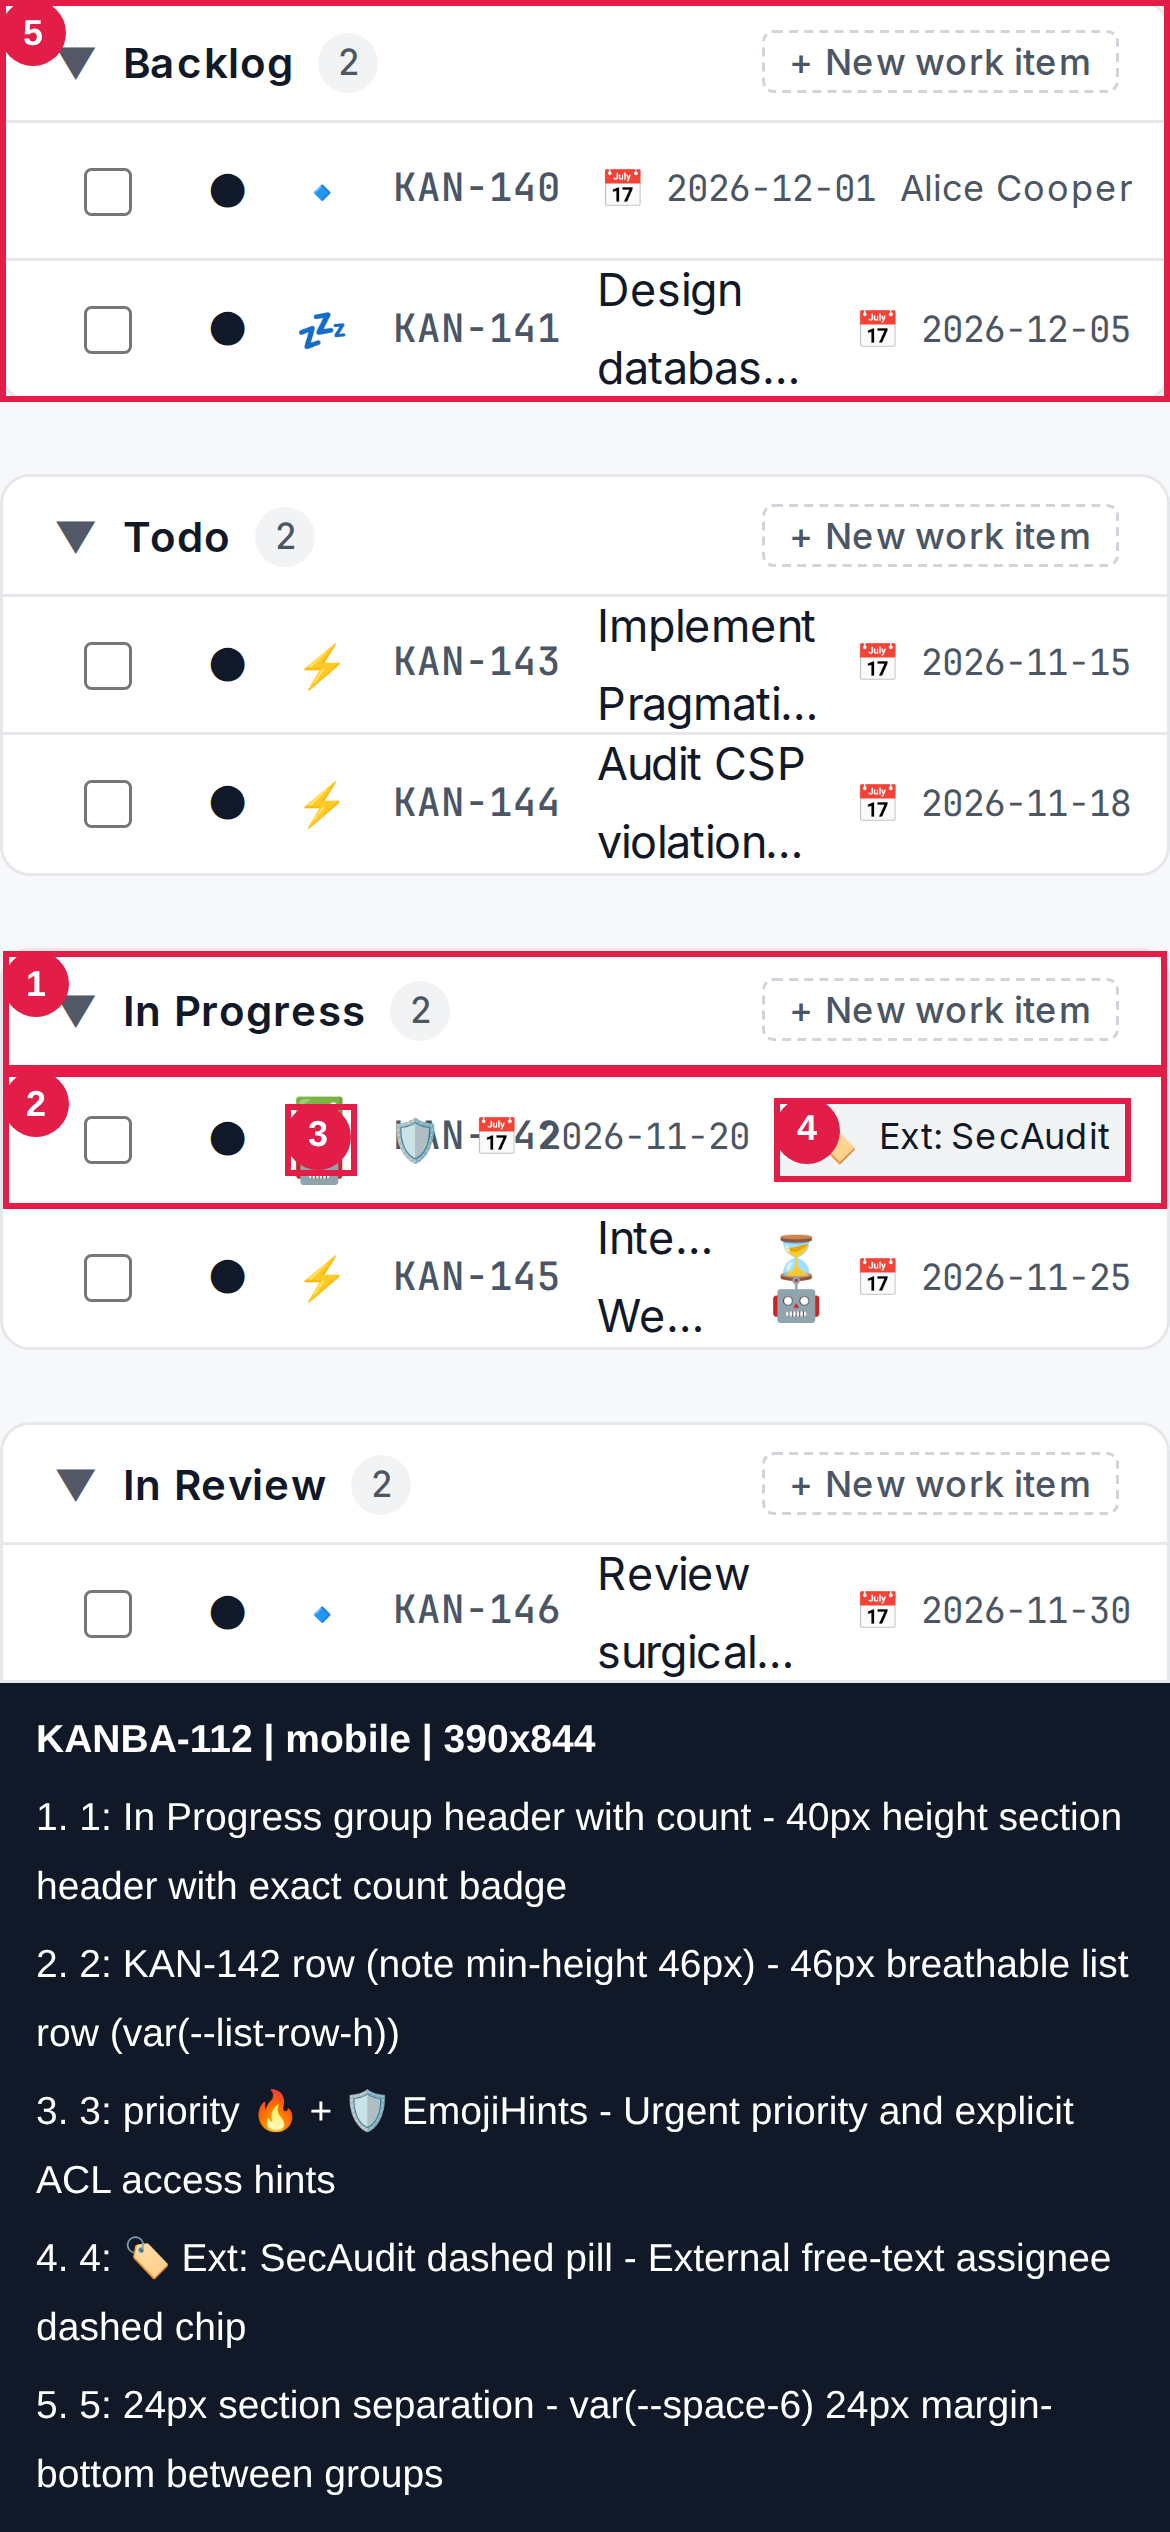 5
▼ Backlog 2 + New work item
KAN-140 2026-12-01 Alice Cooper
KAN-141 Design databas... 2026-12-05
▼ Todo 2 + New work item
KAN-143 Implement Pragmati... 2026-11-15
KAN-144 Audit CSP violation... 2026-11-18
1
▼ In Progress 2 + New work item
2
3 2026-11-20 4 Ext: SecAudit
KAN-145 Inte... We... 2026-11-25
▼ In Review 2 + New work item
KAN-146 Review surgical... 2026-11-30
KANBA-112 | mobile | 390x844
1. 1: In Progress group header with count - 40px height section
header with exact count badge
2. 2: KAN-142 row (note min-height 46px) - 46px breathable list
row (var(--list-row-h))
3. 3: priority 🔥 + 🛡️ EmojiHints - Urgent priority and explicit
ACL access hints
4. 4: 🏷️ Ext: SecAudit dashed pill - External free-text assignee
dashed chip
5. 5: 24px section separation - var(--space-6) 24px margin-
bottom between groups